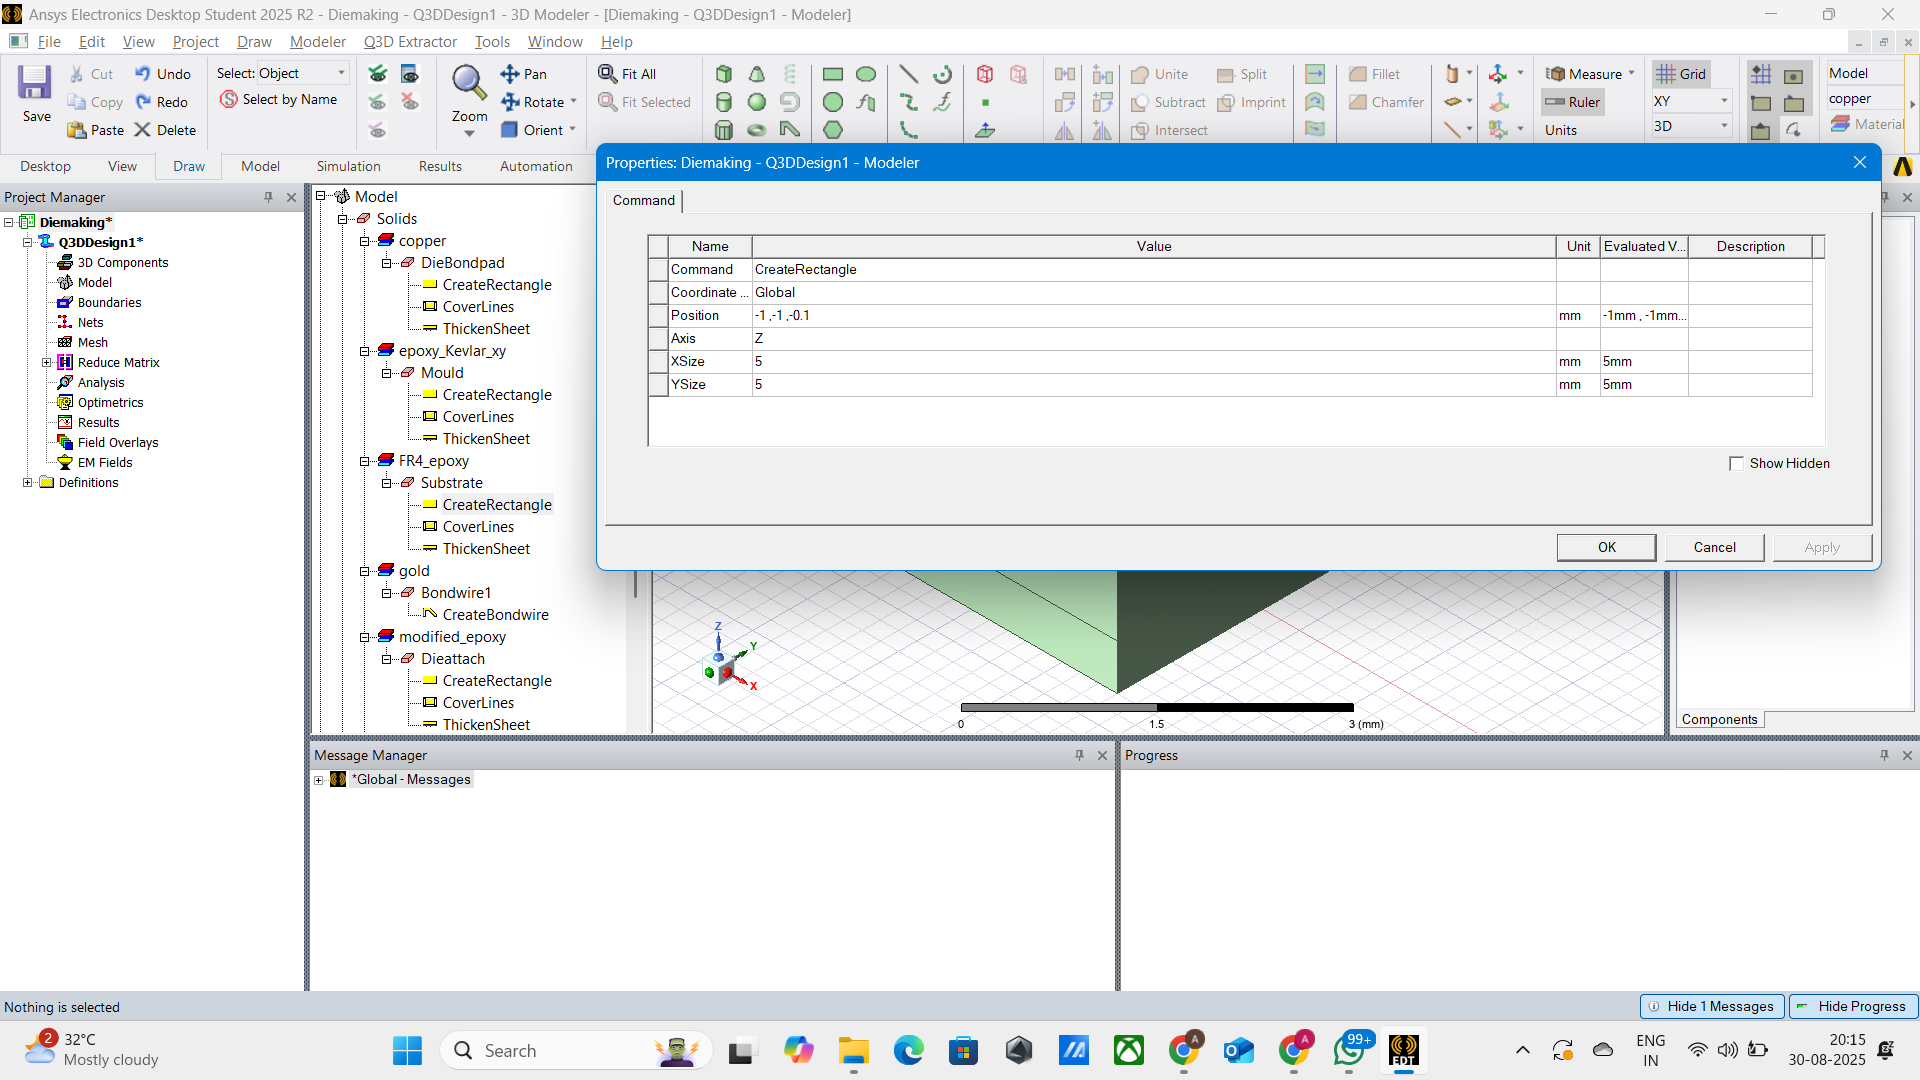 Ansys Electronics Desktop Student 2025 R2 - Diemaking - Q3DDesign1 - 3D Modeler - [Diemaking - Q3DDesign1 - Modeler]
File Edit View Project Draw Modeler Q3D Extractor Tools Window Help
Save
Cut
Copy
Paste
Undo
Redo
Delete
Select: Object
Select by Name
Zoom
Pan
Rotate
Orient
Fit All
Fit Selected
Unite
Subtract
Intersect
Split
Imprint
Fillet
Chamfer
Measure
Ruler
Units
Grid
XY
3D
Model
copper
Material
Desktop View Draw Model Simulation Results Automation
Project Manager
Diemaking*
Q3DDesign1*
3D Components
Model
Boundaries
Nets
Mesh
Reduce Matrix
Analysis
Optimetrics
Results
Field Overlays
EM Fields
Definitions
Model
Solids
copper
DieBondpad
CreateRectangle
CoverLines
ThickenSheet
epoxy_Kevlar_xy
Mould
CreateRectangle
CoverLines
ThickenSheet
FR4_epoxy
Substrate
CreateRectangle
CoverLines
ThickenSheet
gold
Bondwire1
CreateBondwire
modified_epoxy
Dieattach
CreateRectangle
CoverLines
ThickenSheet
Properties: Diemaking - Q3DDesign1 - Modeler
Command
Name Value Unit Evaluated V... Description
Command CreateRectangle
Coordinate ... Global
Position -1 ,-1 ,-0.1 mm -1mm , -1mm...
Axis Z
XSize 5 mm 5mm
YSize 5 mm 5mm
Show Hidden
OK Cancel Apply
Z
Y
X
0 1.5 3 (mm)
Components
Message Manager
*Global - Messages
Progress
Nothing is selected
Hide 1 Messages Hide Progress
2
32°C
Mostly cloudy
Search
A
A
99+
EDT
ENG
IN
20:15
30-08-2025